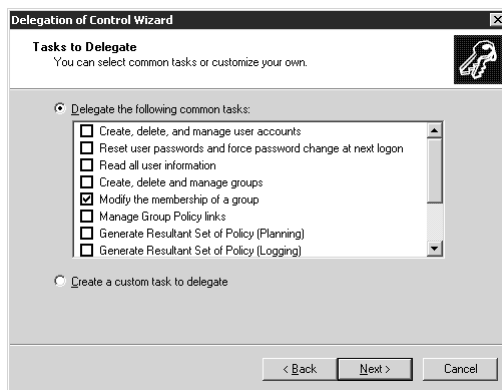 Delegation of Control Wizard
Tasks to Delegate
You can select common tasks or customize your own.
Delegate the following common tasks:
Create, delete, and manage user accounts
Reset user passwords and force password change at next logon
Read all user information
Create, delete and manage groups
Modify the membership of a group
Manage Group Policy links
Generate Resultant Set of Policy (Planning)
Generate Resultant Set of Policy (Logging)
Create a custom task to delegate
< Back
Next >
Cancel